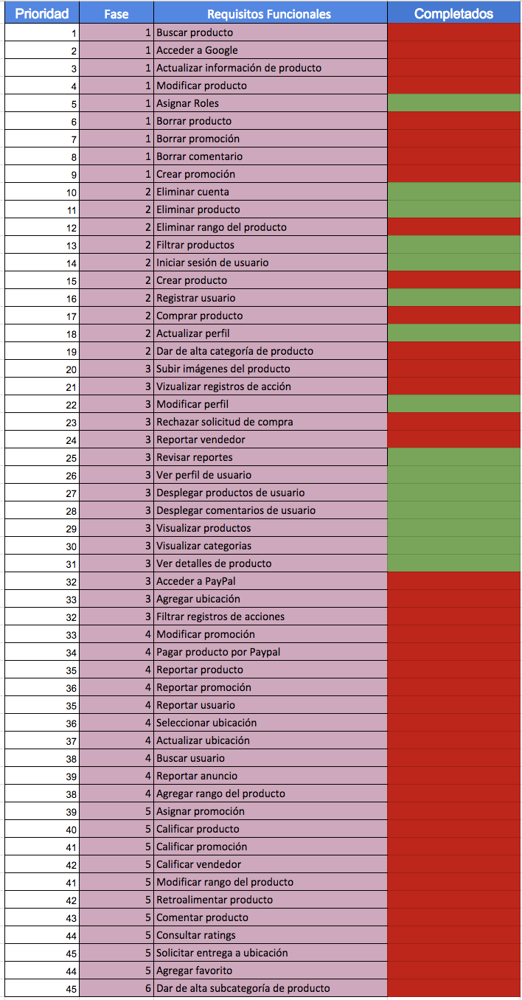 Prioridad Fase Requisitos Funcionales Completados
1 1 Buscar producto
2 1 Acceder a Google
3 1 Actualizar información de producto
4 1 Modificar producto
5 1 Asignar Roles
6 1 Borrar producto
7 1 Borrar promoción
8 1 Borrar comentario
9 1 Crear promoción
10 2 Eliminar cuenta
11 2 Eliminar producto
12 2 Eliminar rango del producto
13 2 Filtrar productos
14 2 Iniciar sesión de usuario
15 2 Crear producto
16 2 Registrar usuario
17 2 Comprar producto
18 2 Actualizar perfil
19 2 Dar de alta categoría de producto
20 3 Subir imágenes del producto
21 3 Vizualizar registros de acción
22 3 Modificar perfil
23 3 Rechazar solicitud de compra
24 3 Reportar vendedor
25 3 Revisar reportes
26 3 Ver perfil de usuario
27 3 Desplegar productos de usuario
28 3 Desplegar comentarios de usuario
29 3 Visualizar productos
30 3 Visualizar categorias
31 3 Ver detalles de producto
32 3 Acceder a PayPal
33 3 Agregar ubicación
32 3 Filtrar registros de acciones
33 4 Modificar promoción
34 4 Pagar producto por Paypal
35 4 Reportar producto
36 4 Reportar promoción
35 4 Reportar usuario
36 4 Seleccionar ubicación
37 4 Actualizar ubicación
38 4 Buscar usuario
39 4 Reportar anuncio
38 4 Agregar rango del producto
39 5 Asignar promoción
40 5 Calificar producto
41 5 Calificar promoción
42 5 Calificar vendedor
41 5 Modificar rango del producto
42 5 Retroalimentar producto
43 5 Comentar producto
44 5 Consultar ratings
45 5 Solicitar entrega a ubicación
44 5 Agregar favorito
45 6 Dar de alta subcategoría de producto